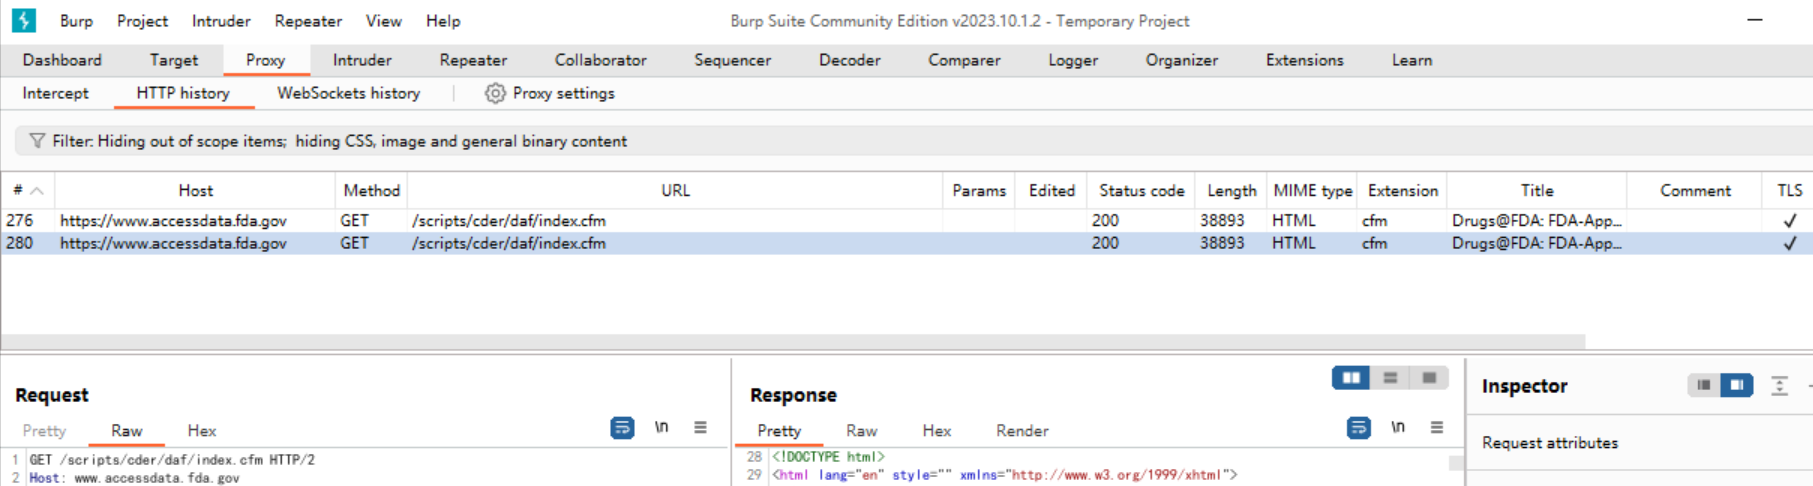 Burp Project Intruder Repeater View Help Burp Suite Community Edition v2023.10.1.2 - Temporary Project
Dashboard Target Proxy Intruder Repeater Collaborator Sequencer Decoder Comparer Logger Organizer Extensions Learn
Intercept HTTP history WebSockets history Proxy settings
Filter: Hiding out of scope items; hiding CSS, image and general binary content
# Host Method URL Params Edited Status code Length MIME type Extension Title Comment TLS
276 https://www.accessdata.fda.gov GET /scripts/cder/daf/index.cfm 200 38893 HTML cfm Drugs@FDA: FDA-App... ✓
280 https://www.accessdata.fda.gov GET /scripts/cder/daf/index.cfm 200 38893 HTML cfm Drugs@FDA: FDA-App... ✓
Request
Pretty Raw Hex \n
1 GET /scripts/cder/daf/index.cfm HTTP/2
2 Host: www.accessdata.fda.gov
Response
Pretty Raw Hex Render \n
28 <!DOCTYPE html>
29 <html lang="en" style="" xmlns="http://www.w3.org/1999/xhtml">
Inspector
Request attributes